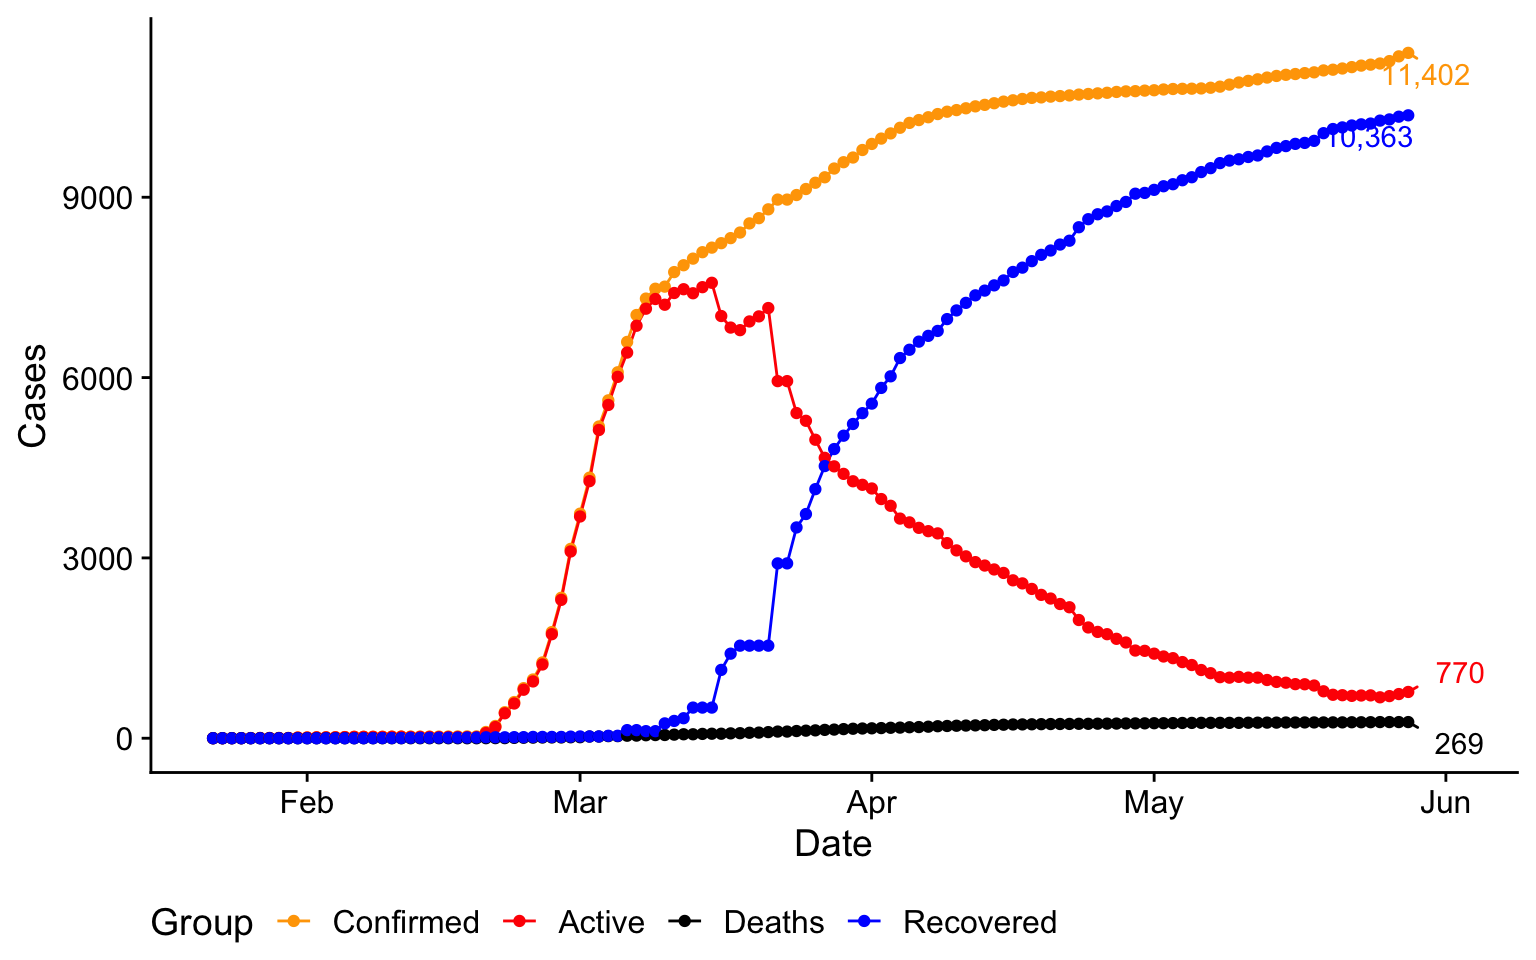 11,402
10,363
9000
6000
3000
0
770
269
Cases
Feb Mar Apr May Jun
Date
Group Confirmed Active Deaths Recovered